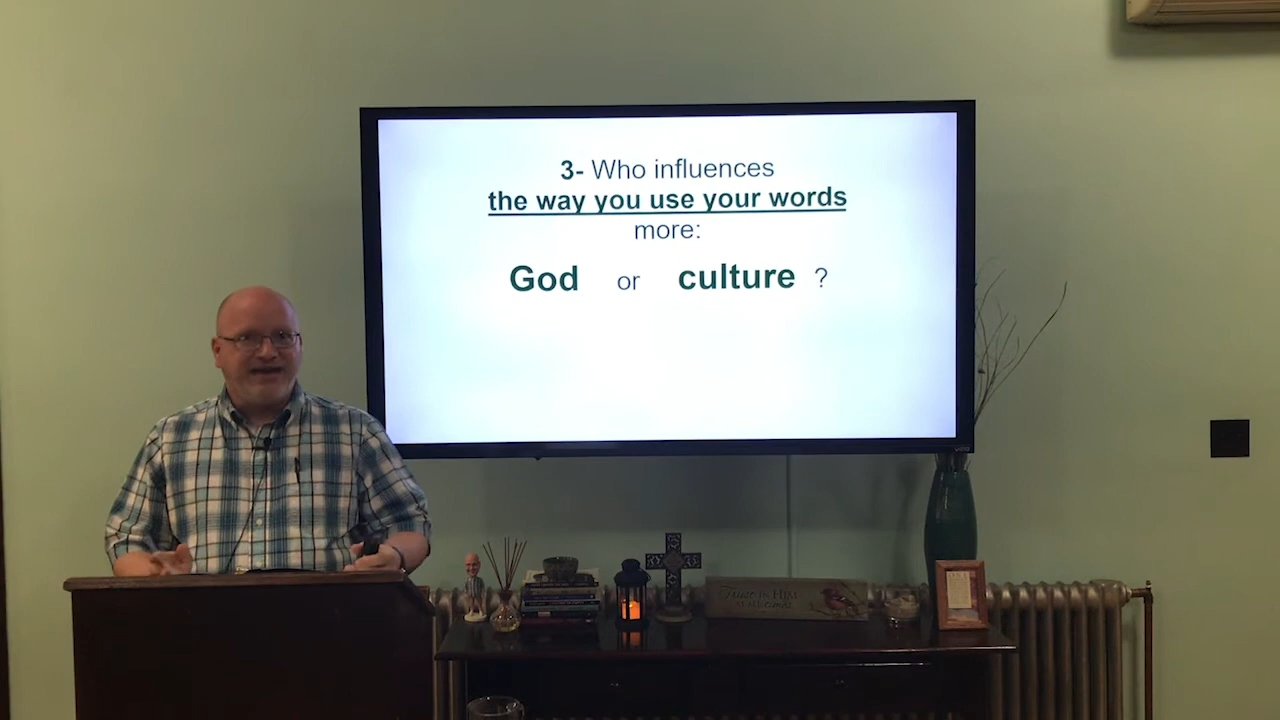 3- Who influences
the way you use your words
more:
God or culture ?